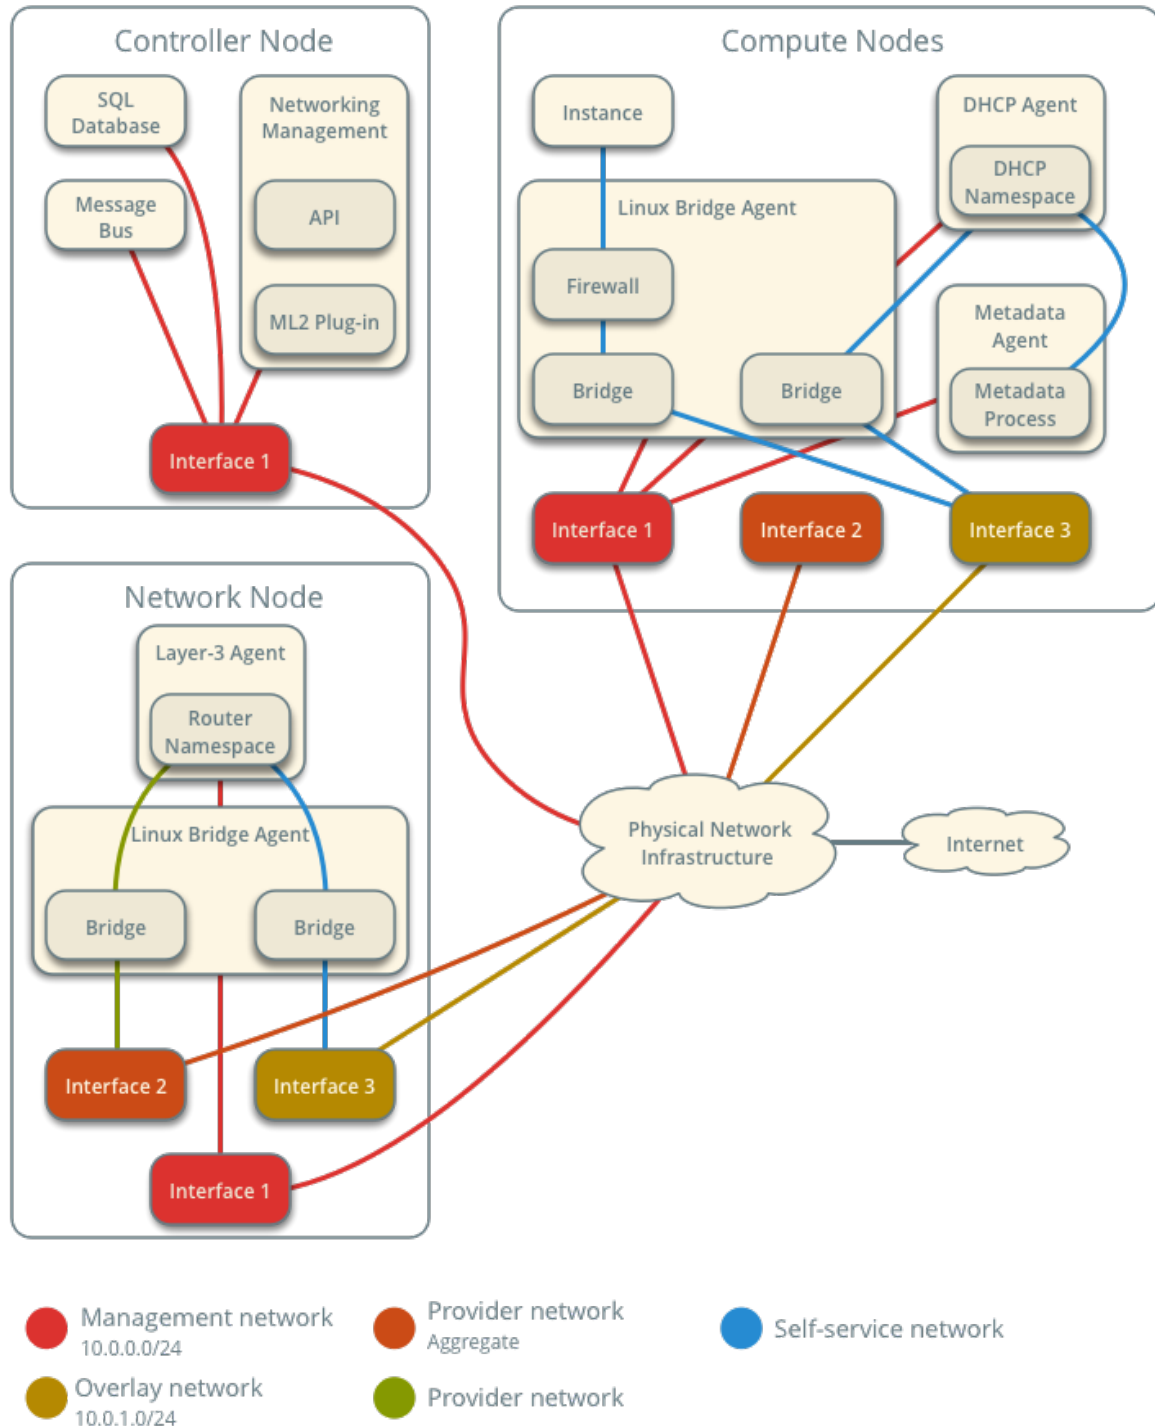 Controller Node
SQL
Database
Networking
Management
Message
Bus
API
ML2 Plug-in
Interface 1
Compute Nodes
Instance
DHCP Agent
DHCP
Namespace
Linux Bridge Agent
Firewall
Metadata
Agent
Bridge
Bridge
Metadata
Process
Interface 1
Interface 2
Interface 3
Network Node
Layer-3 Agent
Router
Namespace
Linux Bridge Agent
Bridge
Bridge
Interface 2
Interface 3
Interface 1
Physical Network
Infrastructure
Internet
Management network
10.0.0.0/24
Provider network
Aggregate
Self-service network
Overlay network
10.0.1.0/24
Provider network